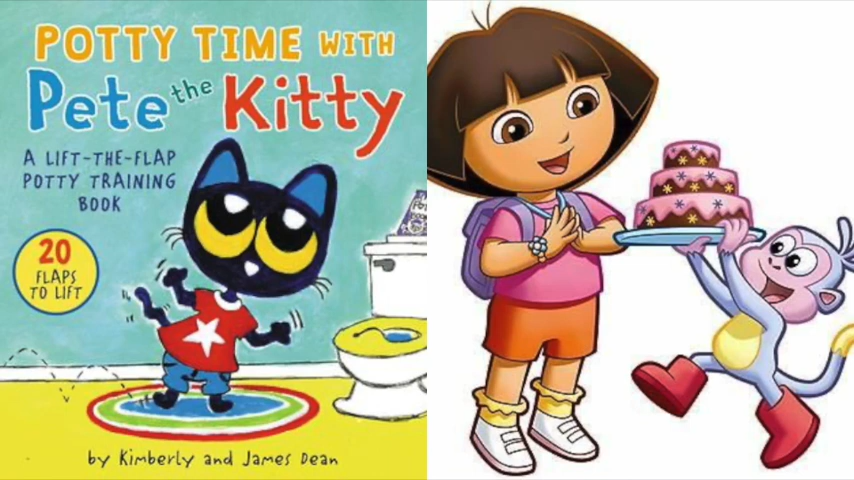 POTTY TIME WITH
Pete the Kitty
A LIFT-THE-FLAP
POTTY TRAINING
BOOK
20
FLAPS
TO LIFT
by Kimberly and James Dean